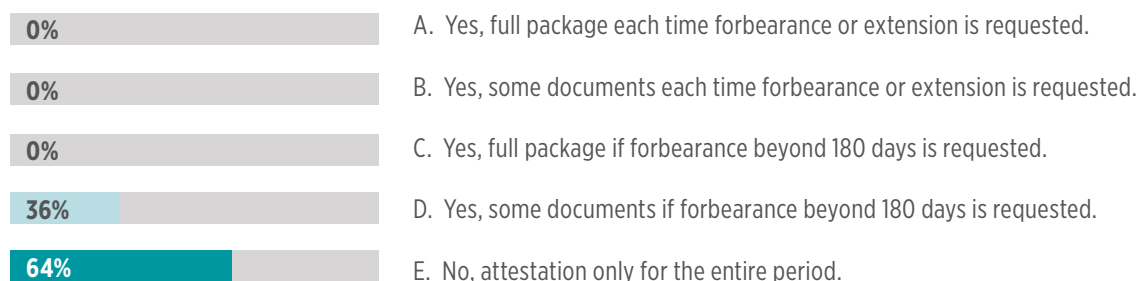 0% A. Yes, full package each time forbearance or extension is requested.
0% B. Yes, some documents each time forbearance or extension is requested.
0% C. Yes, full package if forbearance beyond 180 days is requested.
36% D. Yes, some documents if forbearance beyond 180 days is requested.
64% E. No, attestation only for the entire period.